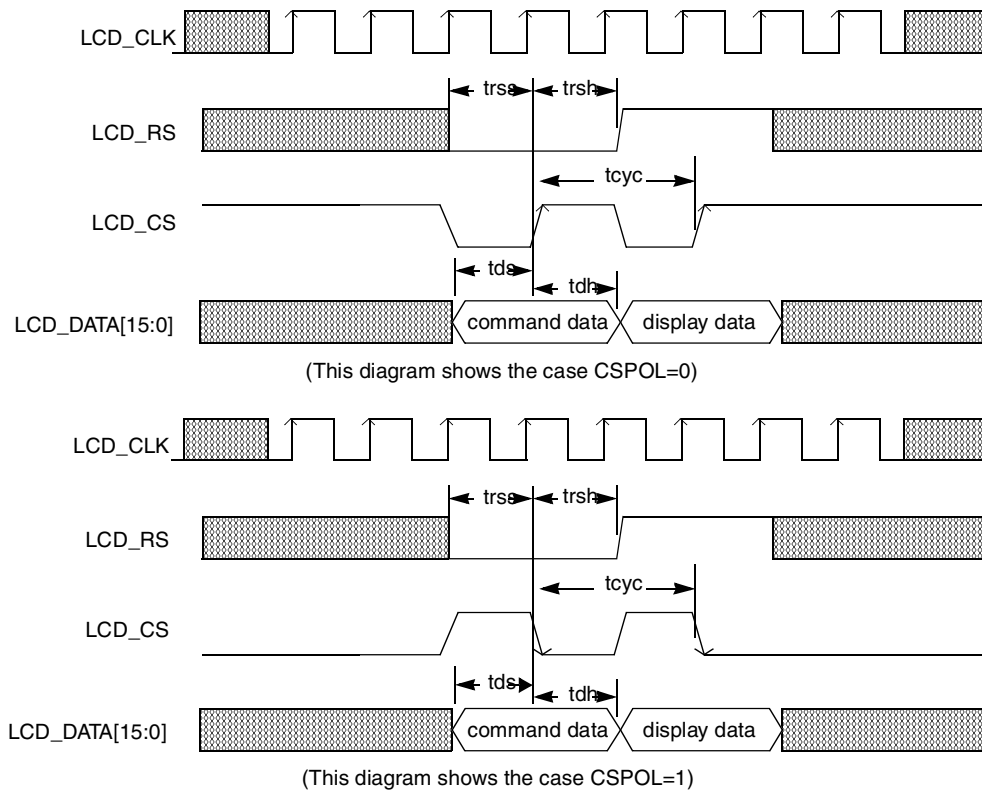 LCD_CLK
trss trsh
LCD_RS
tcyc
LCD_CS
tds
tdh
LCD_DATA[15:0] command data display data
(This diagram shows the case CSPOL=0)
LCD_CLK
trss trsh
LCD_RS
tcyc
LCD_CS
tds
tdh
LCD_DATA[15:0] command data display data
(This diagram shows the case CSPOL=1)